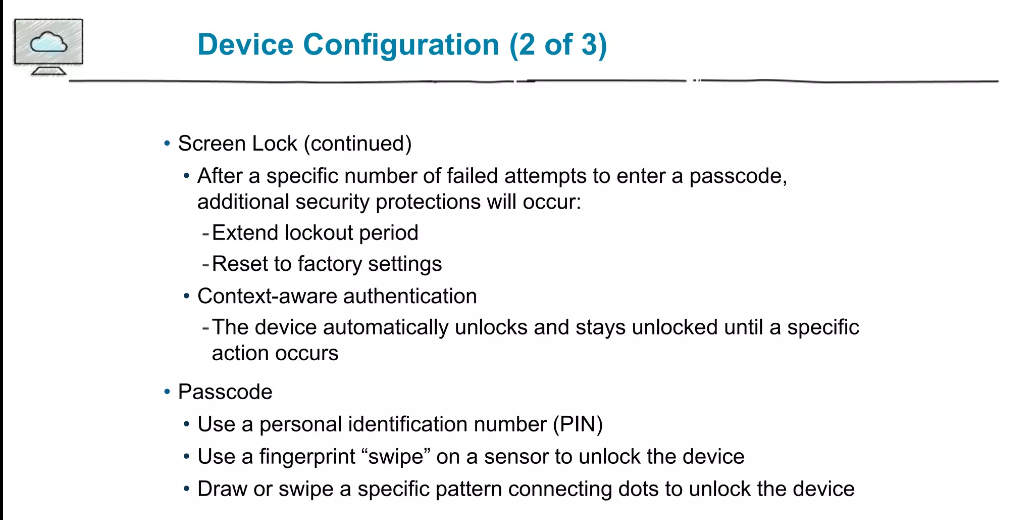 Device Configuration (2 of 3)
• Screen Lock (continued)
• After a specific number of failed attempts to enter a passcode,
additional security protections will occur:
-Extend lockout period
-Reset to factory settings
• Context-aware authentication
-The device automatically unlocks and stays unlocked until a specific
action occurs
• Passcode
• Use a personal identification number (PIN)
• Use a fingerprint “swipe” on a sensor to unlock the device
• Draw or swipe a specific pattern connecting dots to unlock the device